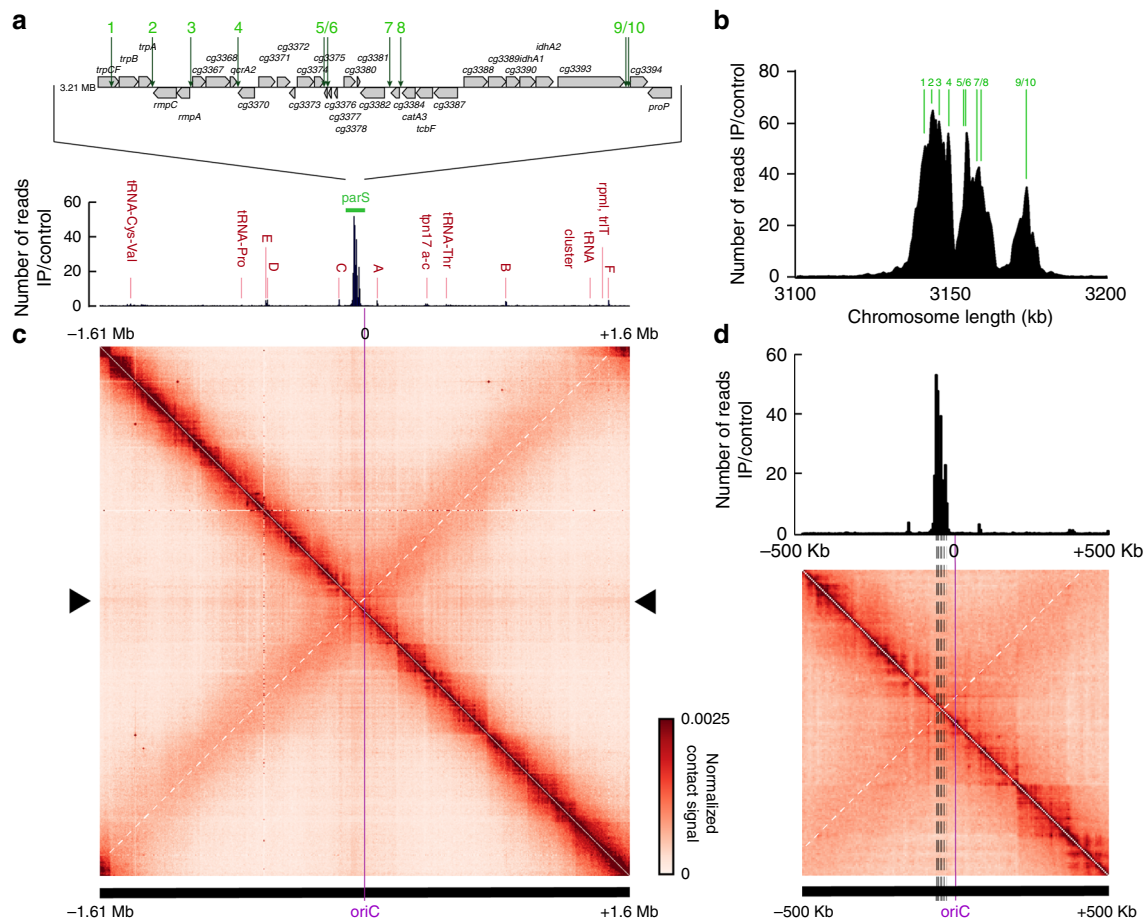 a
1 2 3 4 5/6 7 8 9/10
trpA
trpB
trpCF
cg3368
cg3367
qcrA2
cg3372
cg3371
cg3375
cg3374
cg3381
cg3380
idhA2
cg3389 idhA1
cg3388
cg3390
cg3393
cg3394
3.21 MB
rmpC
rmpA
cg3370
cg3373
cg3376
cg3377
cg3378
cg3382
cg3384
catA3
tcbF
cg3387
proP
Number of reads
IP/control
60
40
20
0
parS
tRNA-Cys-Val
tRNA-Pro
E
D
C
A
tpn17 a-c
tRNA-Thr
B
tRNA
cluster
rpmI, trlT
F
−1.61 Mb 0 +1.6 Mb
b
Number of reads IP/control
80
60
40
20
0
1 2 3 4 5/6 7/8 9/10
3100 3150 3200
Chromosome length (kb)
c
0.0025
0
Normalized
contact signal
−1.61 Mb oriC +1.6 Mb
d
Number of reads
IP/control
60
40
20
0
−500 Kb 0 +500 Kb
-500 Kb oriC +500 Kb